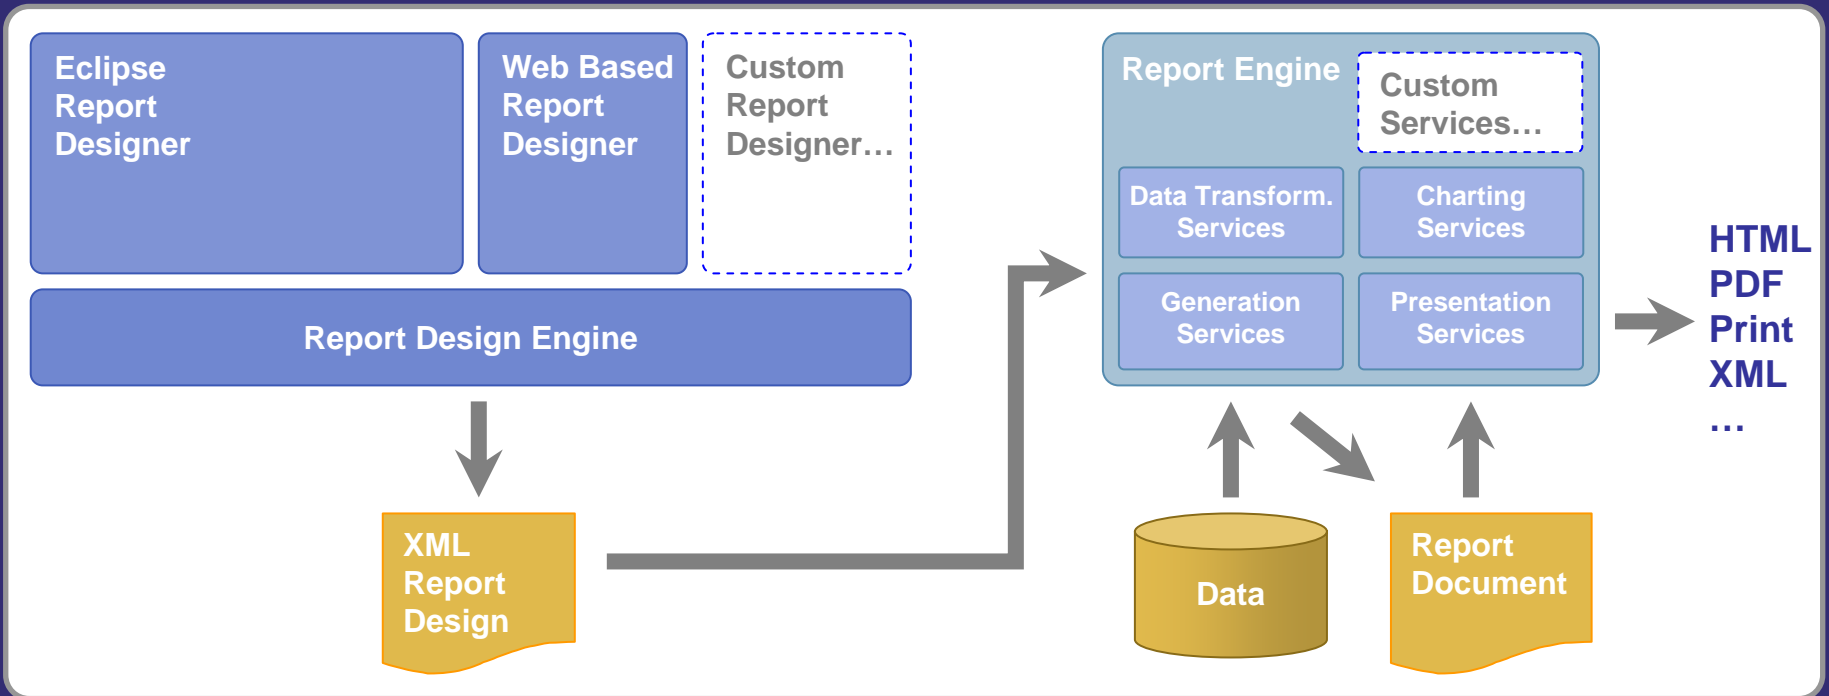 Eclipse
Report
Designer
Web Based
Report
Designer
Custom
Report
Designer…
Report Design Engine
XML
Report
Design
Report Engine
Custom
Services…
Data Transform.
Services
Charting
Services
Generation
Services
Presentation
Services
Data
Report
Document
HTML
PDF
Print
XML
…